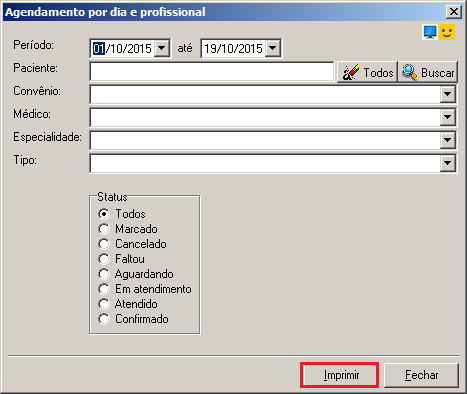 Agendamento por dia e profissional
Período: 01/10/2015 até 19/10/2015
Paciente: Todos Buscar
Convênio:
Médico:
Especialidade:
Tipo:
Status
Todos
Marcado
Cancelado
Faltou
Aguardando
Em atendimento
Atendido
Confirmado
Imprimir Fechar